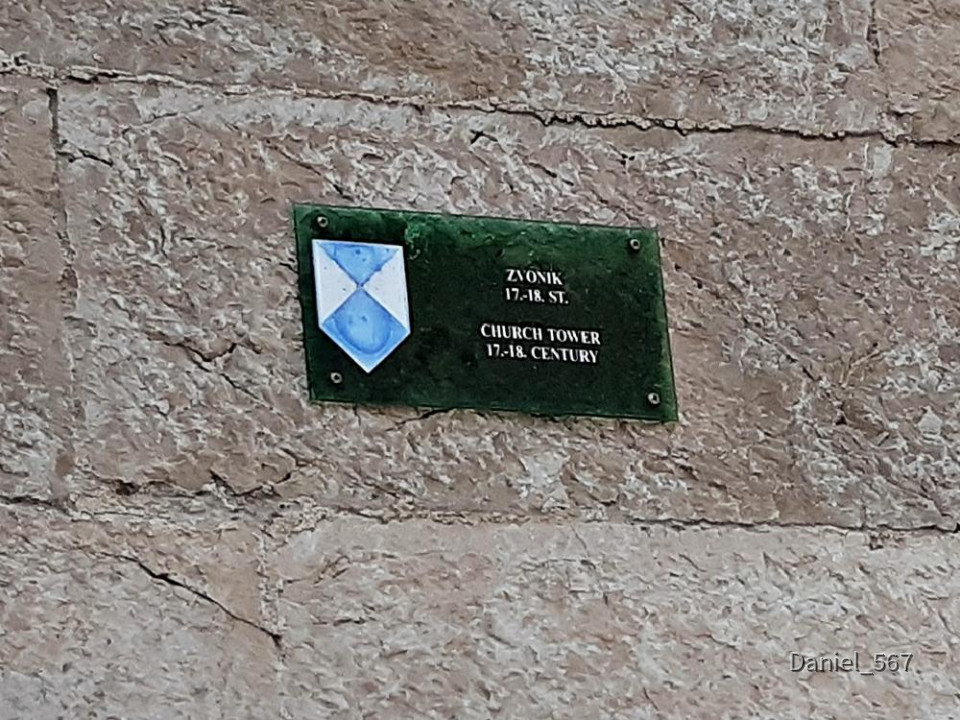 ZVONIK
17.-18. ST.
CHURCH TOWER
17.-18. CENTURY
Daniel_567